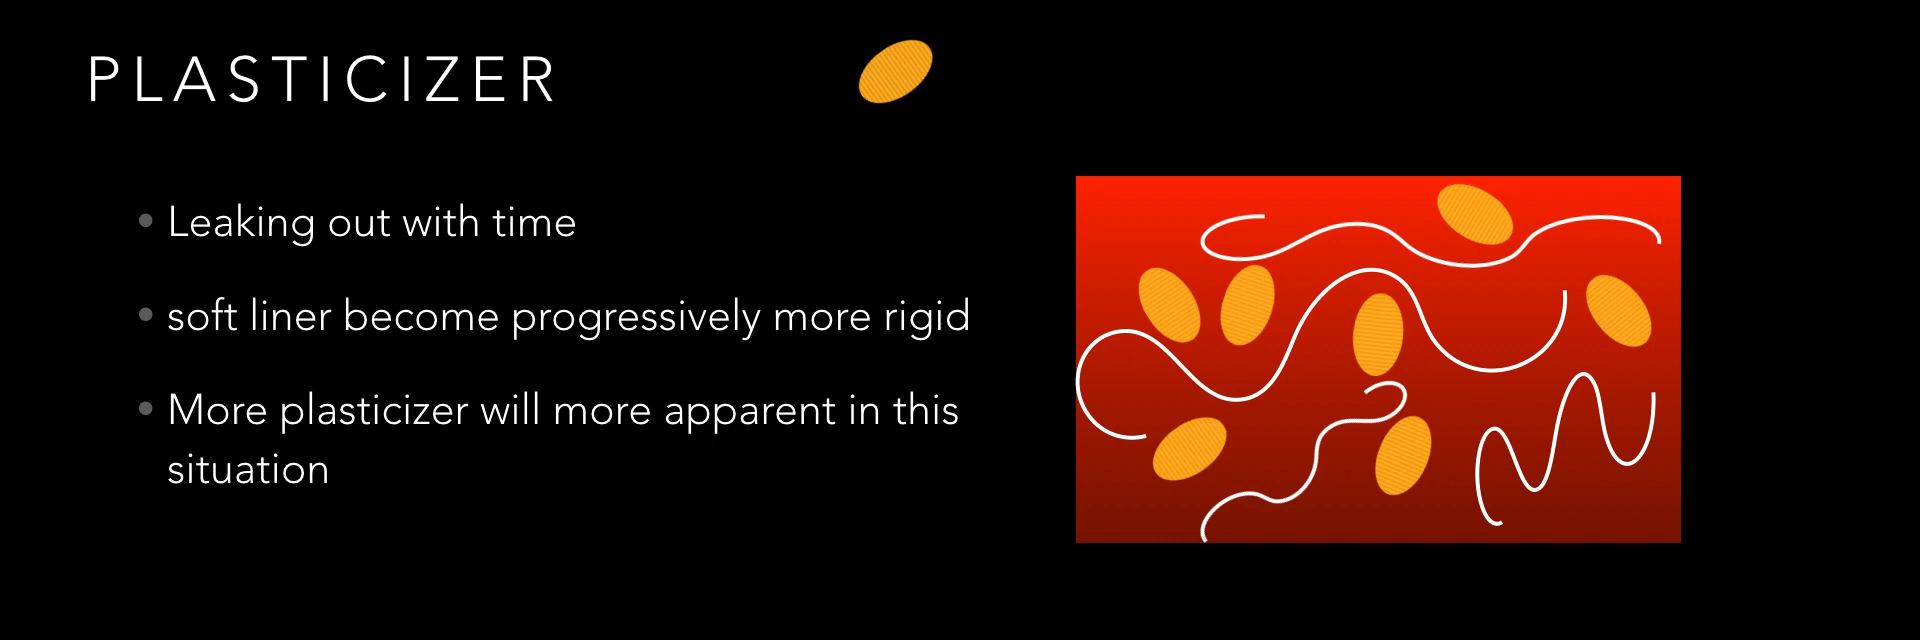 PLASTICIZER
• Leaking out with time
• soft liner become progressively more rigid
• More plasticizer will more apparent in this
situation